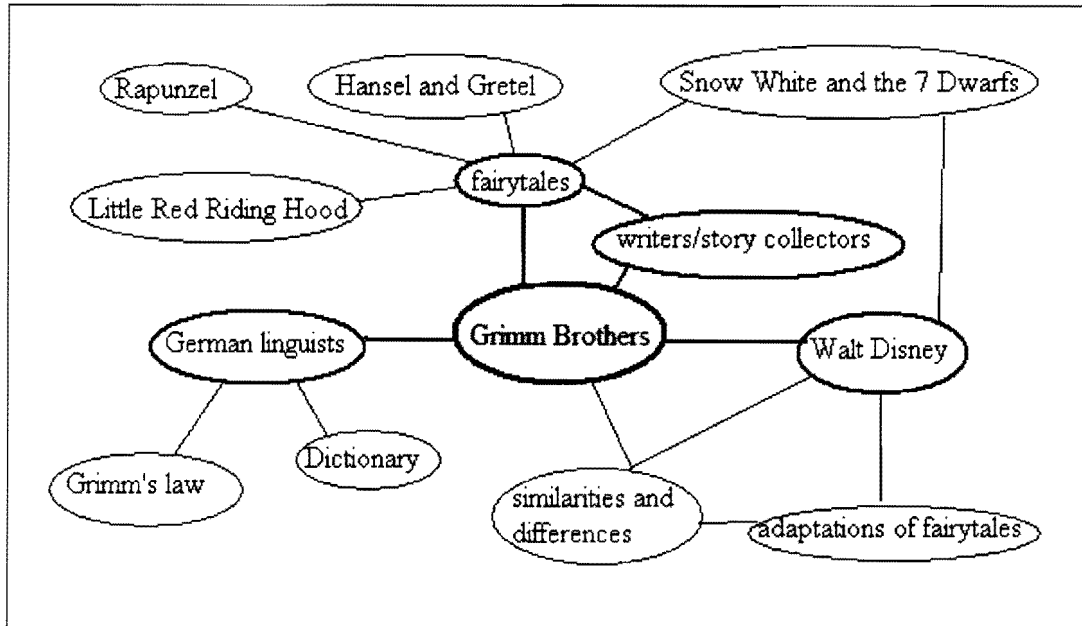 Rapunzel
Hansel and Gretel
Snow White and the 7 Dwarfs
fairytales
Little Red Riding Hood
writers/story collectors
Grimm Brothers
German linguists
Walt Disney
Dictionary
Grimm's law
similarities and
differences
adaptations of fairytales